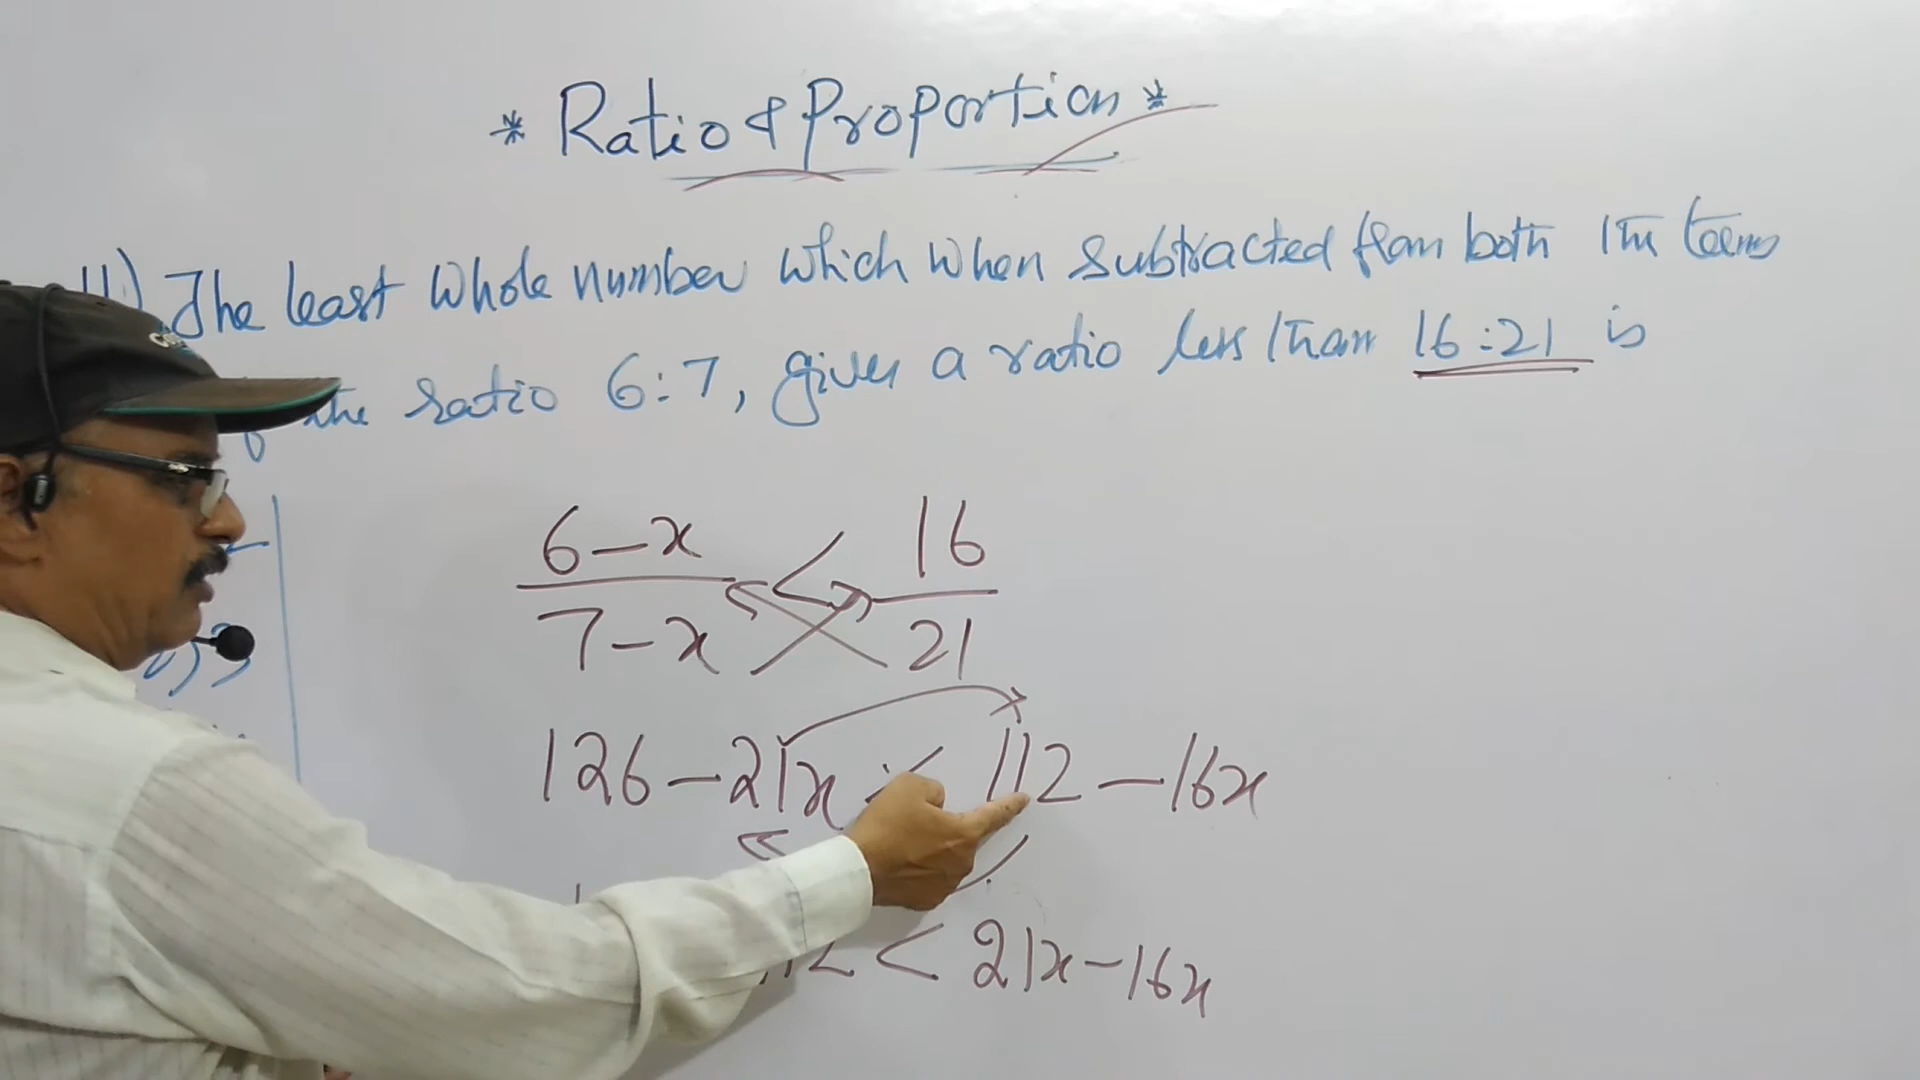 * Ratio & Proportion *
11) The least whole number which when subtracted from both the terms
the ratio 6:7, gives a ratio less than 16:21 is
6-x < 16
7-x 21
126-21x < 112-16x
< 21x-16x